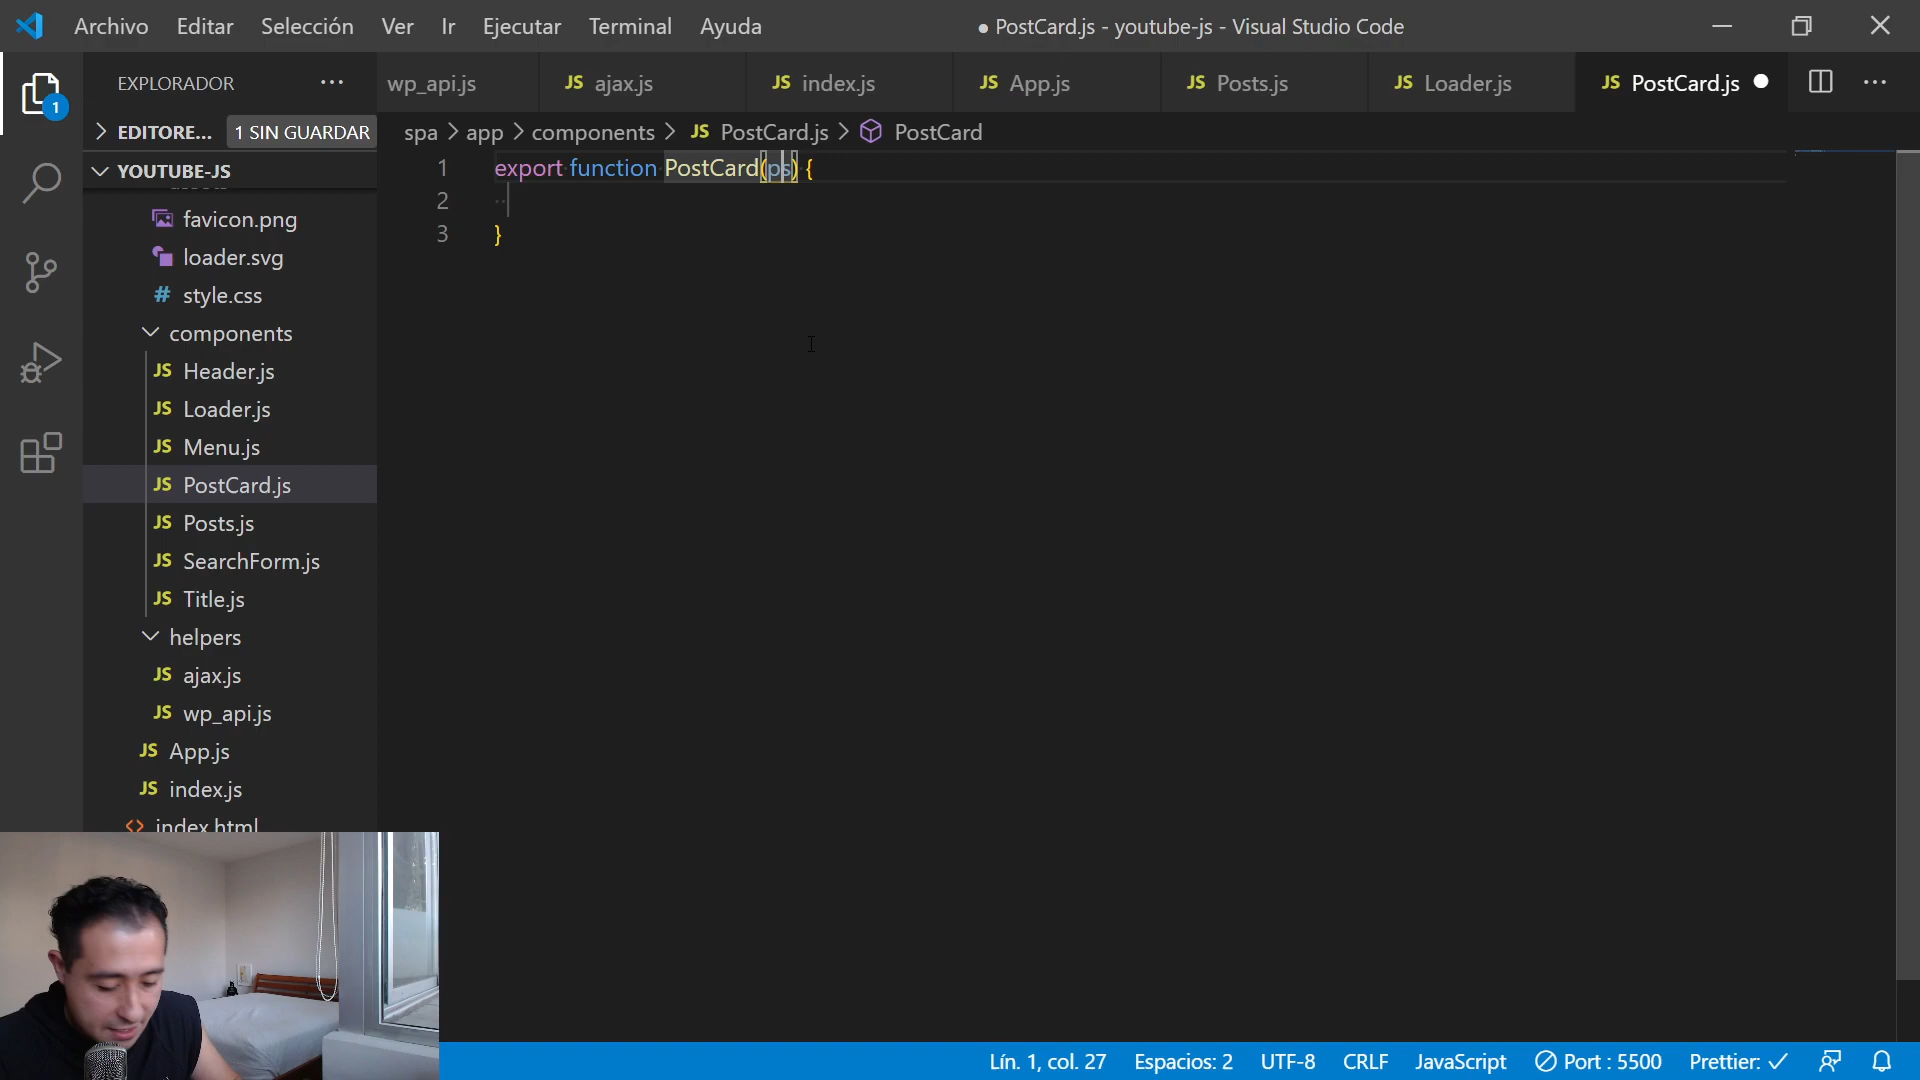 Archivo Editar Selección Ver Ir Ejecutar Terminal Ayuda ● PostCard.js - youtube-js - Visual Studio Code
EXPLORADOR ··· wp_api.js JS ajax.js JS index.js JS App.js JS Posts.js JS Loader.js JS PostCard.js ● ···
1
> EDITORE... 1 SIN GUARDAR spa > app > components > JS PostCard.js > PostCard
YOUTUBE-JS
1 export function PostCard(ps) {
2
3 }
favicon.png
loader.svg
# style.css
components
JS Header.js
JS Loader.js
JS Menu.js
JS PostCard.js
JS Posts.js
JS SearchForm.js
JS Title.js
helpers
JS ajax.js
JS wp_api.js
JS App.js
JS index.js
<> index.html
Lín. 1, col. 27 Espacios: 2 UTF-8 CRLF JavaScript Port : 5500 Prettier: ✓